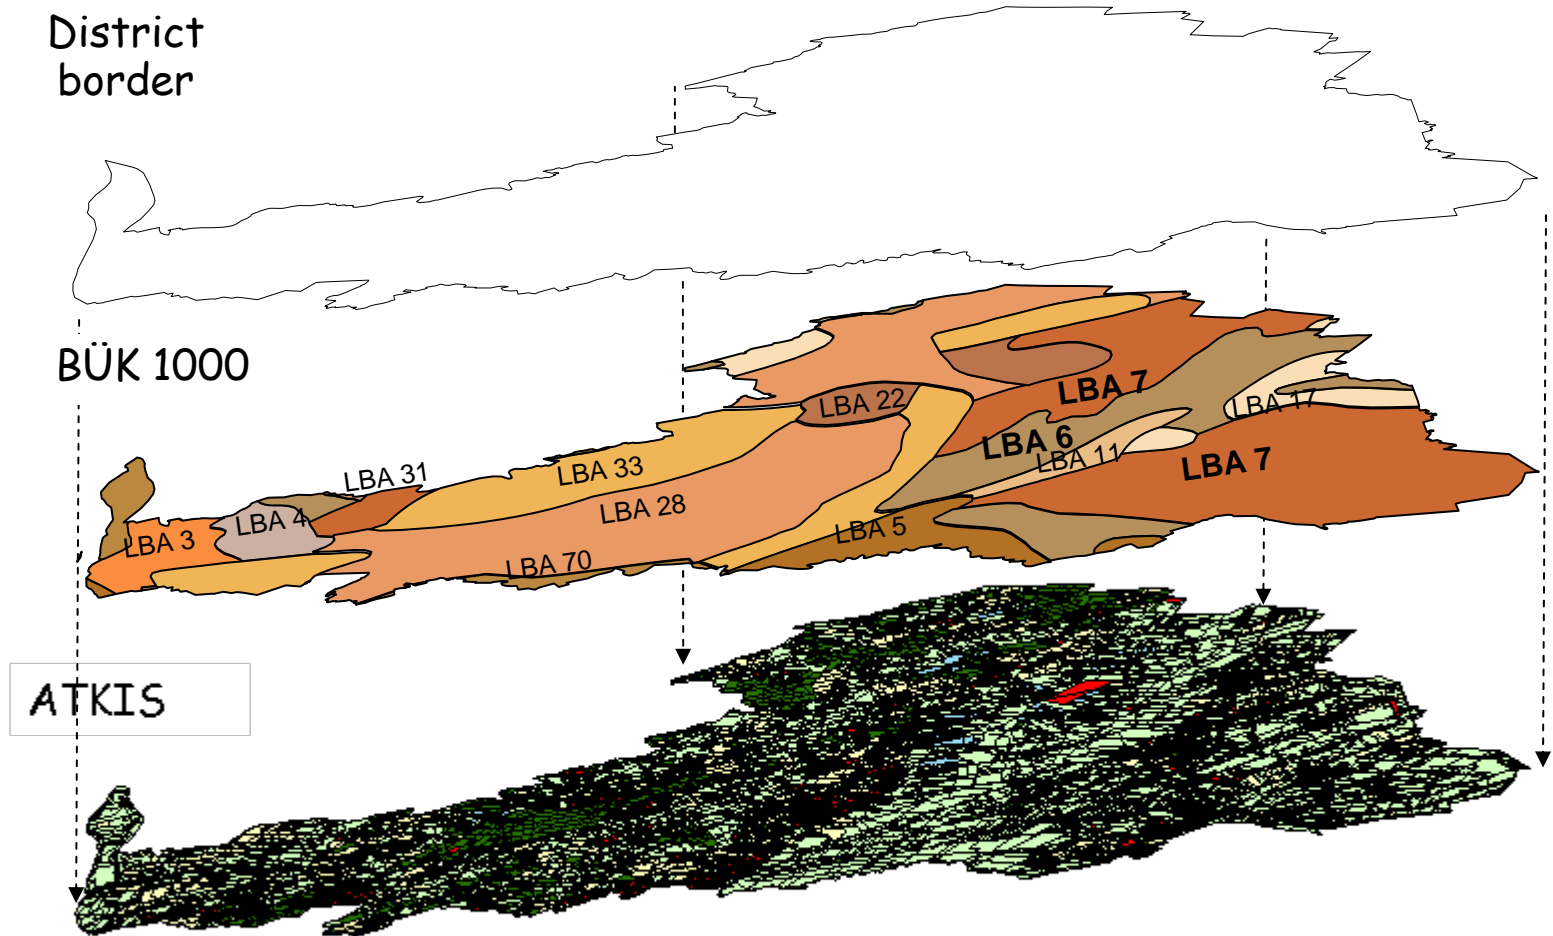 District
border
BÜK 1000
LBA 7
LBA 22
LBA 17
LBA 6
LBA 11
LBA 7
LBA 31
LBA 33
LBA 28
LBA 4
LBA 5
LBA 3
LBA 70
ATKIS